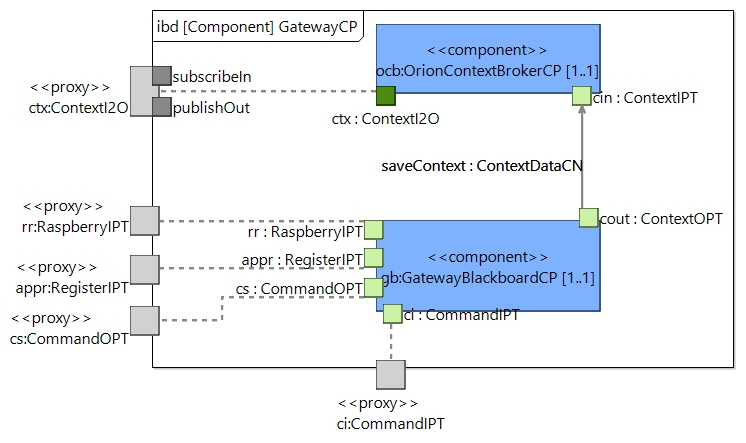 ibd [Component] GatewayCP
<<component>>
ocb:OrionContextBrokerCP [1..1]
subscribeIn
<<proxy>>
ctx:ContextI2O
publishOut
cin : ContextIPT
ctx : ContextI2O
saveContext : ContextDataCN
<<proxy>>
rr:RaspberryIPT
cout : ContextOPT
rr : RaspberryIPT
<<component>>
gb:GatewayBlackboardCP [1..1]
<<proxy>>
appr:RegisterIPT
appr : RegisterIPT
cs : CommandOPT
<<proxy>>
cs:CommandOPT
ci : CommandIPT
<<proxy>>
ci:CommandIPT